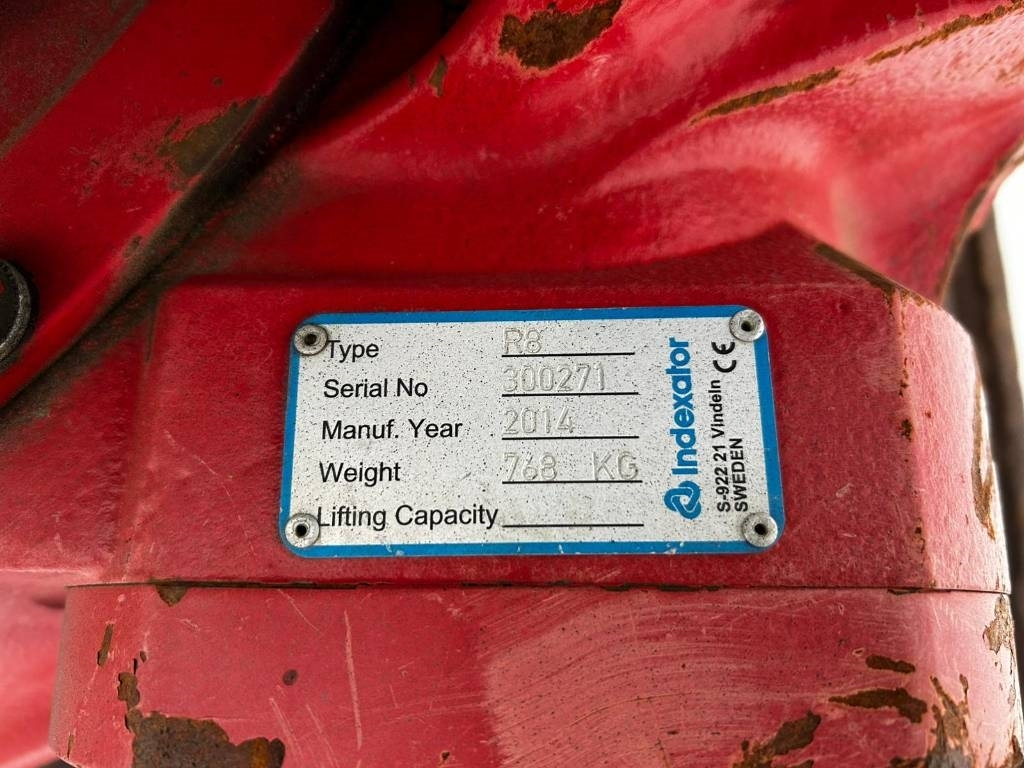 Type R8
Serial No 300271
Manuf. Year 2014
Weight 768 KG
Lifting Capacity
Indexator
S-922 21 Vindeln
SWEDEN
CE